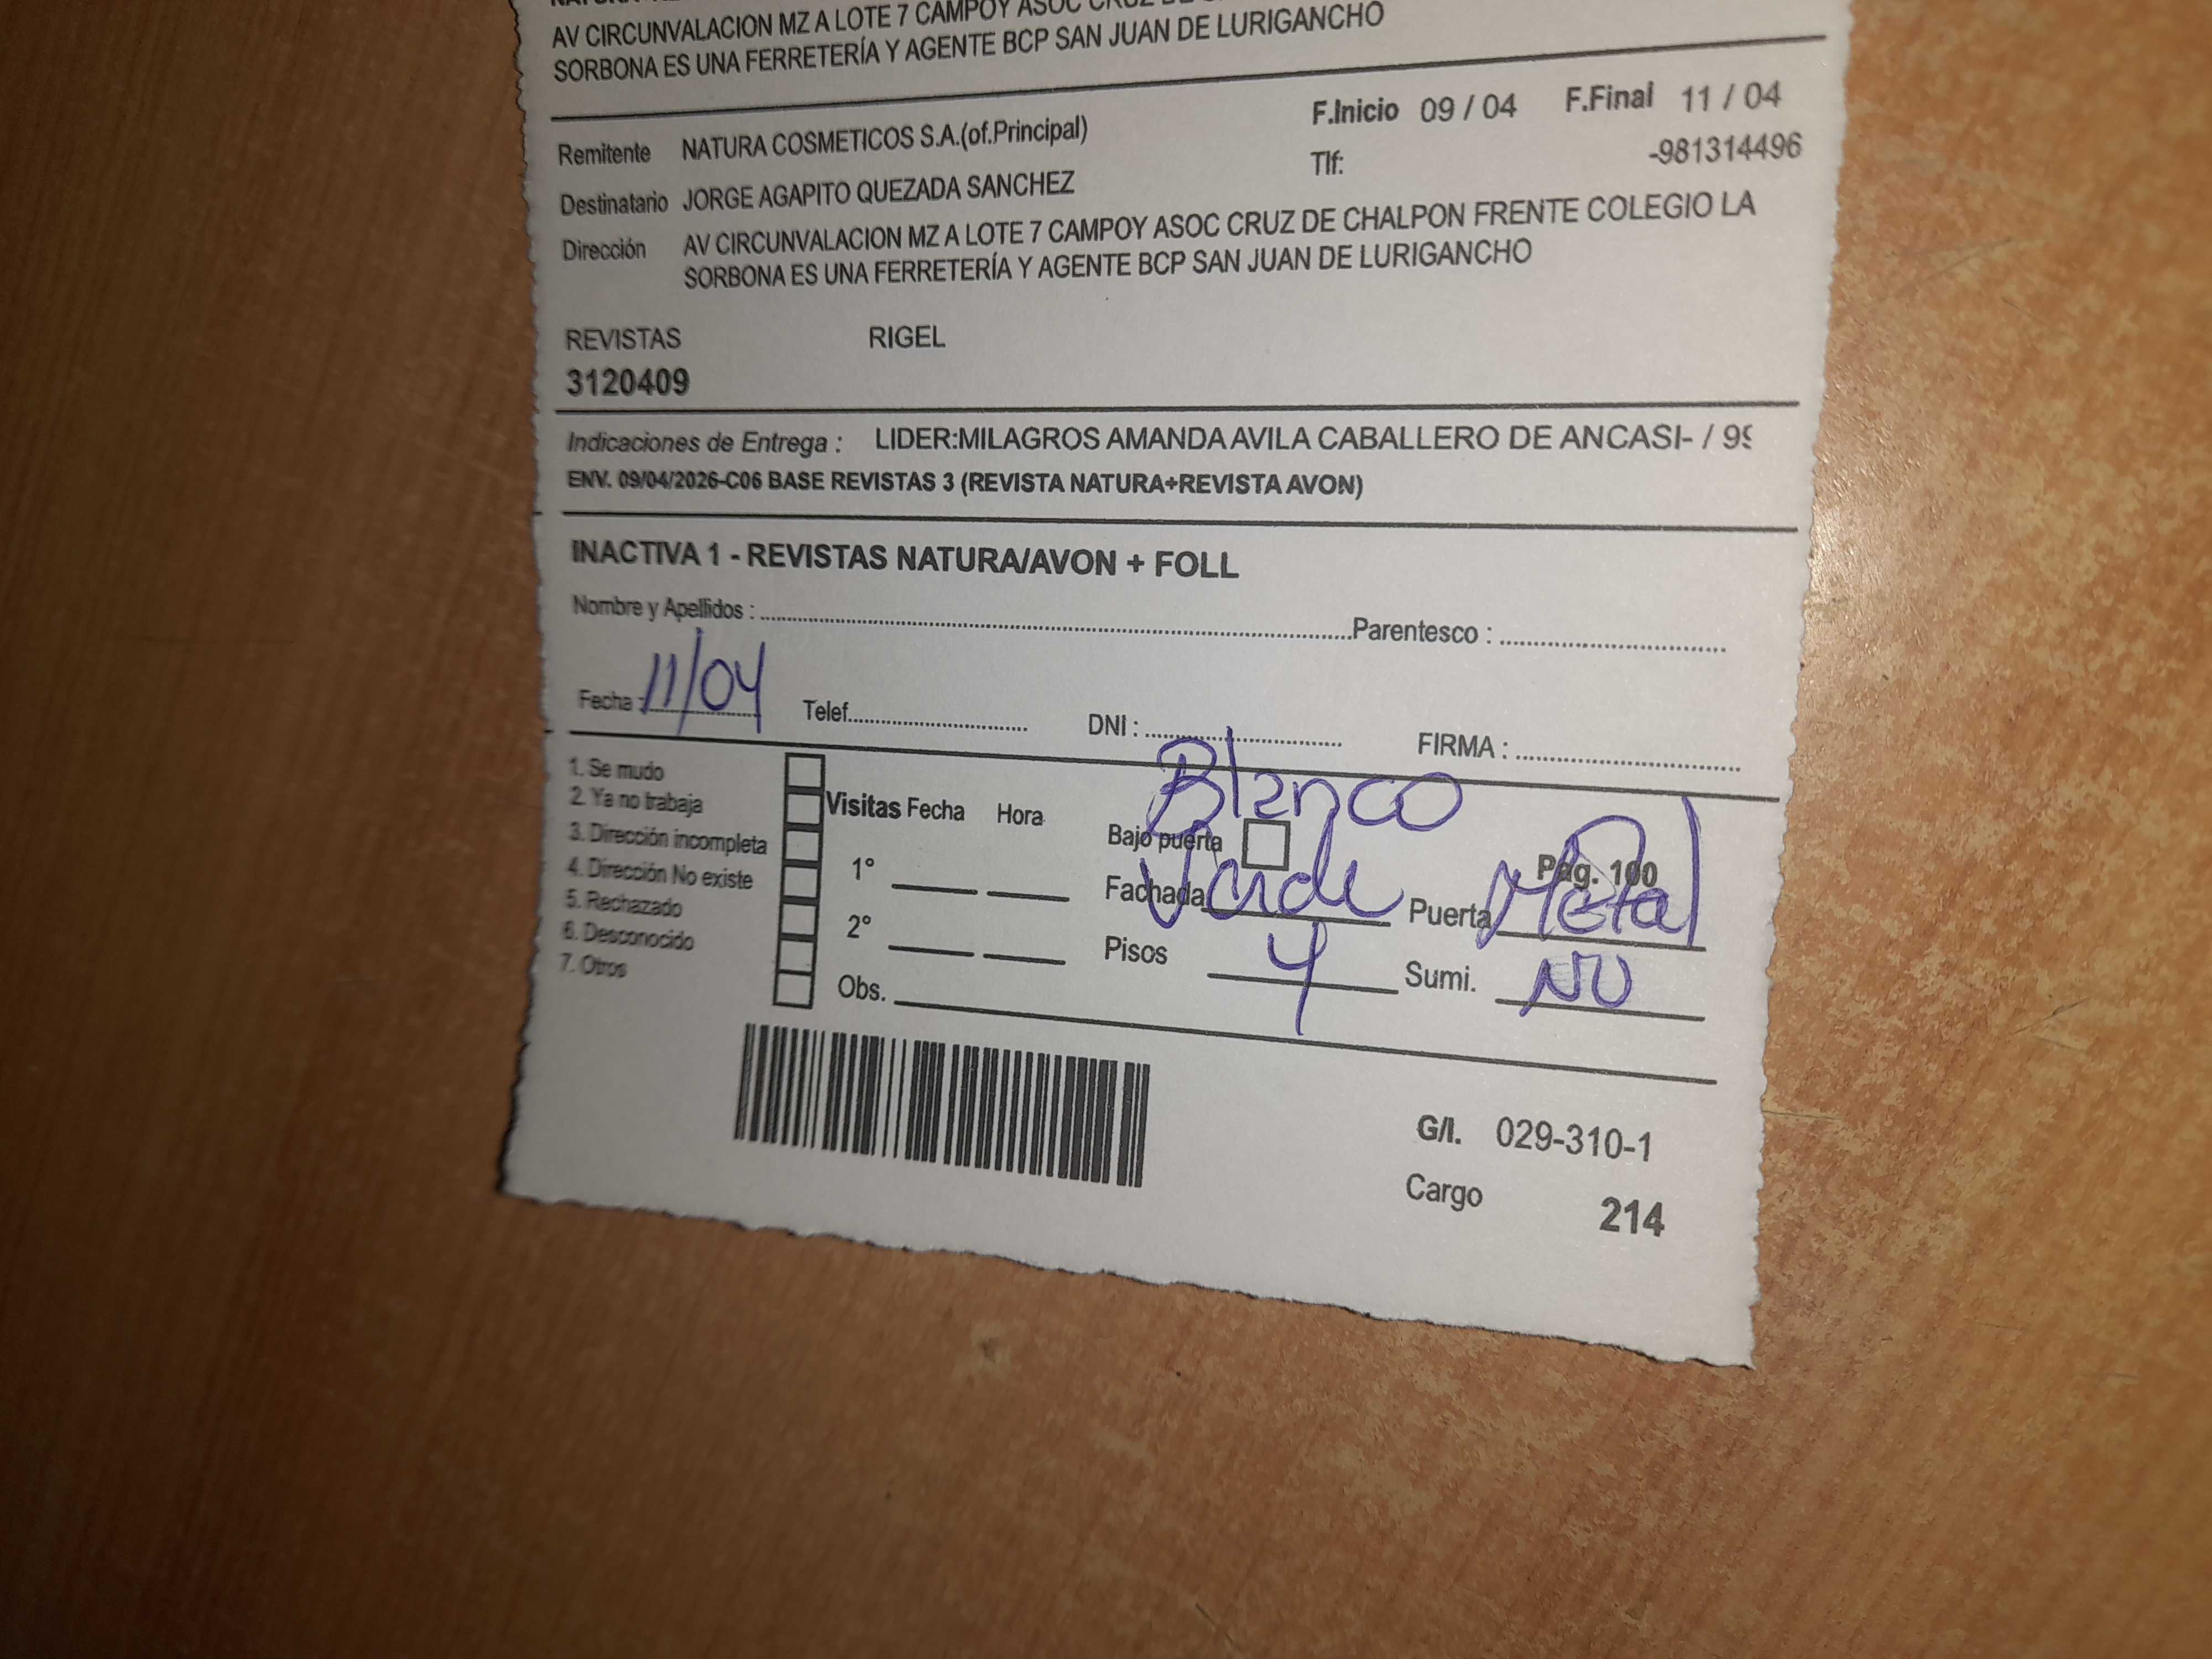 AV CIRCUNVALACION MZ A LOTE 7 CAMPOY ASOC
SORBONA ES UNA FERRETERÍA Y AGENTE BCP SAN JUAN DE LURIGANCHO
Remitente NATURA COSMETICOS S.A.(of.Principal) F.Inicio 09 / 04 F.Final 11 / 04
Destinatario JORGE AGAPITO QUEZADA SANCHEZ Tlf: -981314496
Dirección AV CIRCUNVALACION MZ A LOTE 7 CAMPOY ASOC CRUZ DE CHALPON FRENTE COLEGIO LA
SORBONA ES UNA FERRETERÍA Y AGENTE BCP SAN JUAN DE LURIGANCHO
REVISTAS RIGEL
3120409
Indicaciones de Entrega : LIDER:MILAGROS AMANDA AVILA CABALLERO DE ANCASI- / 99
ENV. 09/04/2026-C06 BASE REVISTAS 3 (REVISTA NATURA+REVISTA AVON)
INACTIVA 1 - REVISTAS NATURA/AVON + FOLL
Nombre y Apellidos : Parentesco :
Fecha : 11/04 Telef. DNI : FIRMA :
1. Se mudo
2. Ya no trabaja
3. Dirección incompleta
4. Dirección No existe
5. Rechazado
6. Desconocido
7. Otros
Visitas Fecha Hora
1°
2°
Obs.
Blanco
Bajo puerta Pag. 100
Fachada Verde Puerta Metal
Pisos 4 Sumi. NO
G/I. 029-310-1
Cargo 214